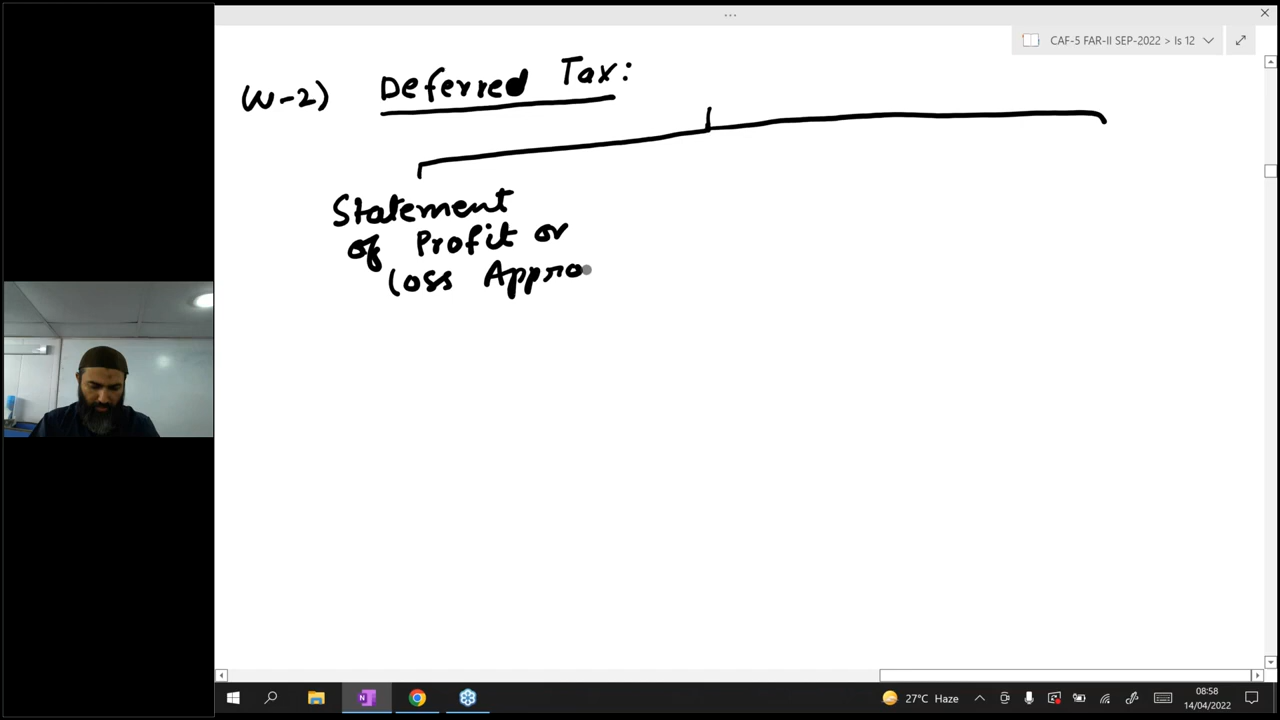 CAF-5 FAR-II SEP-2022 > Is 12
W-2) Deferred Tax:
Statement
of Profit or
loss Appro
27°C Haze
08:58
14/04/2022